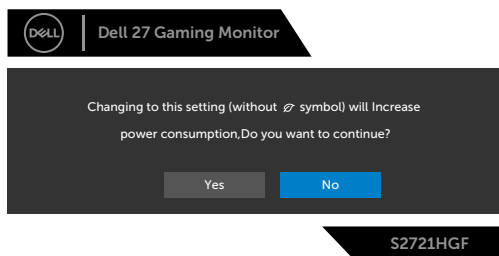 DELL
Dell 27 Gaming Monitor
Changing to this setting (without symbol) will Increase
power consumption,Do you want to continue?
Yes
No
S2721HGF